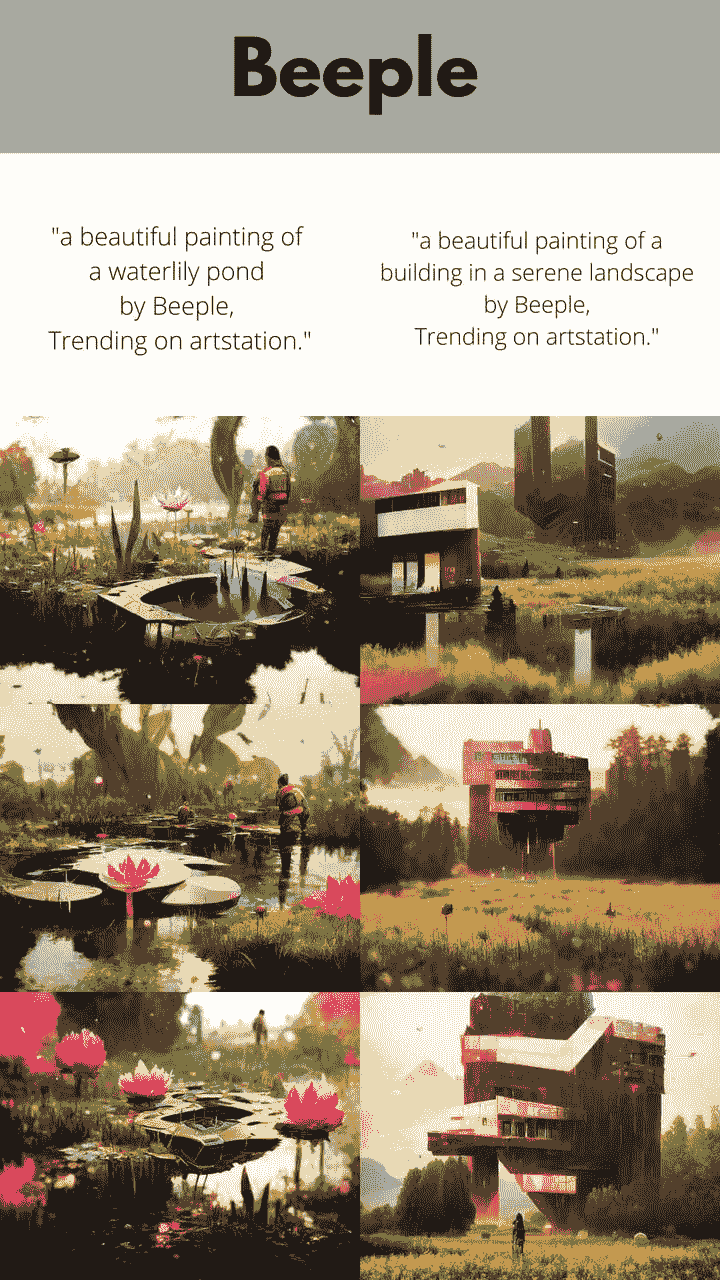 Beeple
"a beautiful painting of
a waterlily pond
by Beeple,
Trending on artstation."
"a beautiful painting of a
building in a serene landscape
by Beeple,
Trending on artstation."